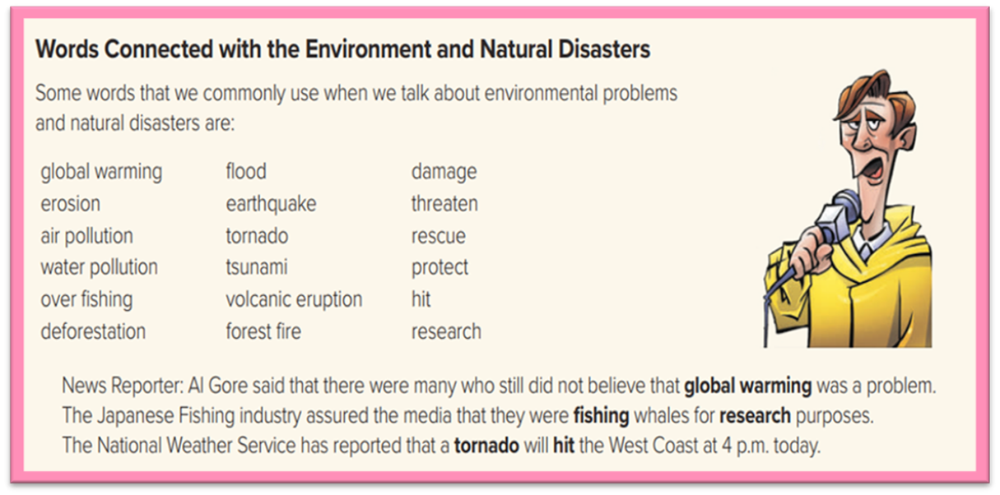 Words Connected with the Environment and Natural Disasters
Some words that we commonly use when we talk about environmental problems
and natural disasters are:
global warming flood damage
erosion earthquake threaten
air pollution tornado rescue
water pollution tsunami protect
over fishing volcanic eruption hit
deforestation forest fire research
News Reporter: Al Gore said that there were many who still did not believe that global warming was a problem.
The Japanese Fishing industry assured the media that they were fishing whales for research purposes.
The National Weather Service has reported that a tornado will hit the West Coast at 4 p.m. today.